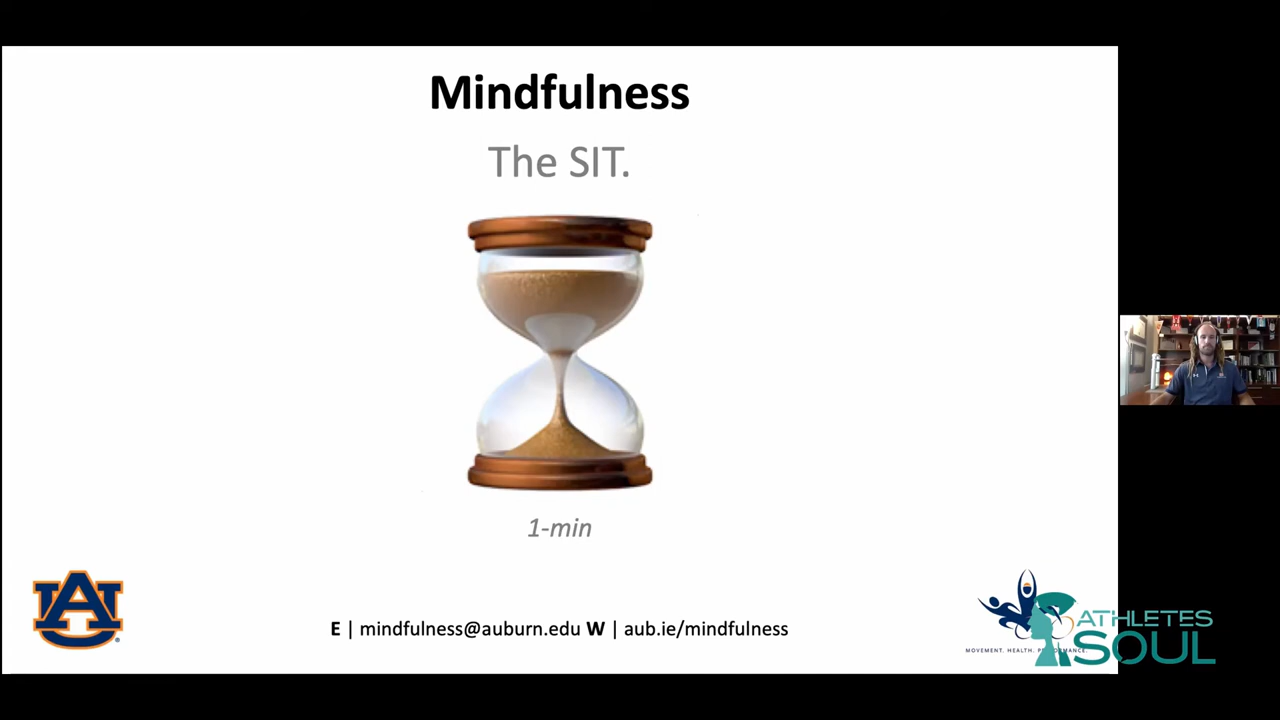 Mindfulness
The SIT.
1-min
E | mindfulness@auburn.edu W | aub.ie/mindfulness
AU
MOVEMENT. HEALTH. PERFORMANCE.
ATHLETES
SOUL